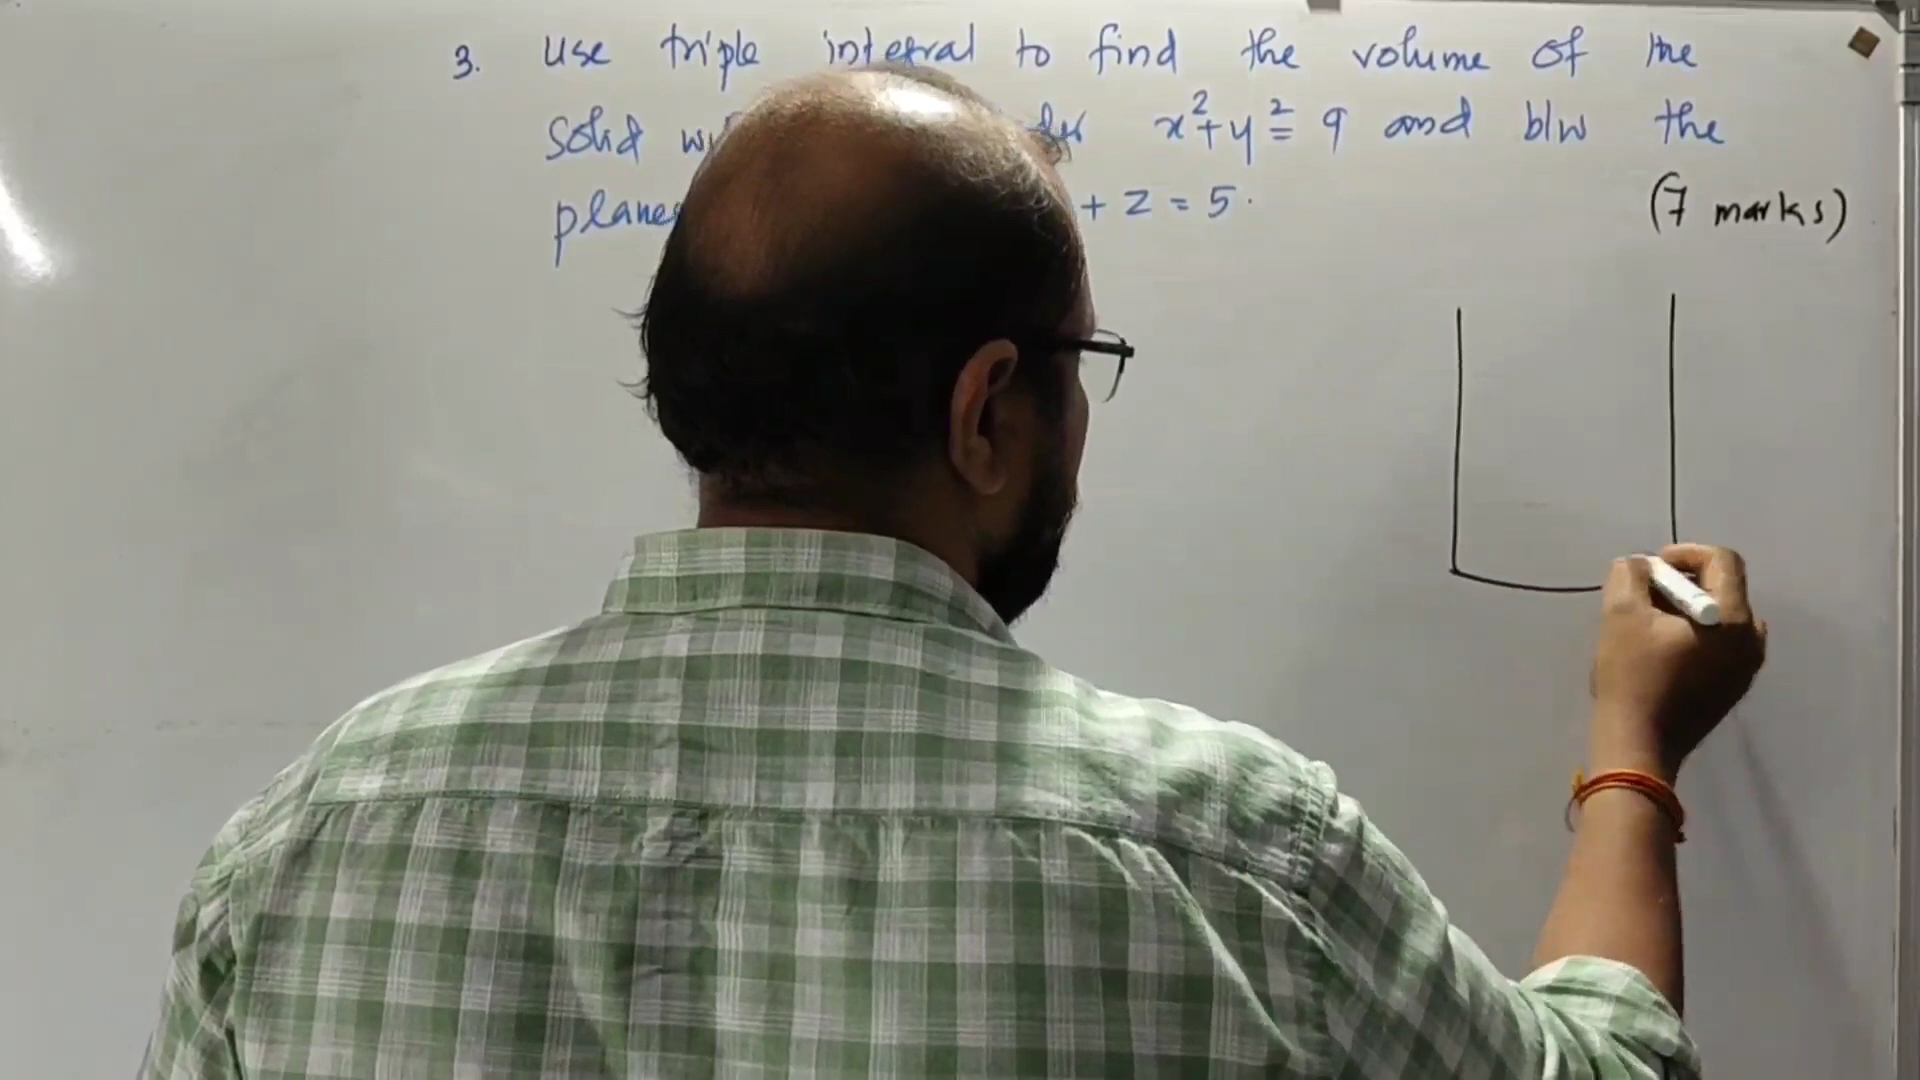 3. Use triple integral to find the volume of the
solid x²+y² = 9 and b/w the
planes + z = 5.
(7 marks)